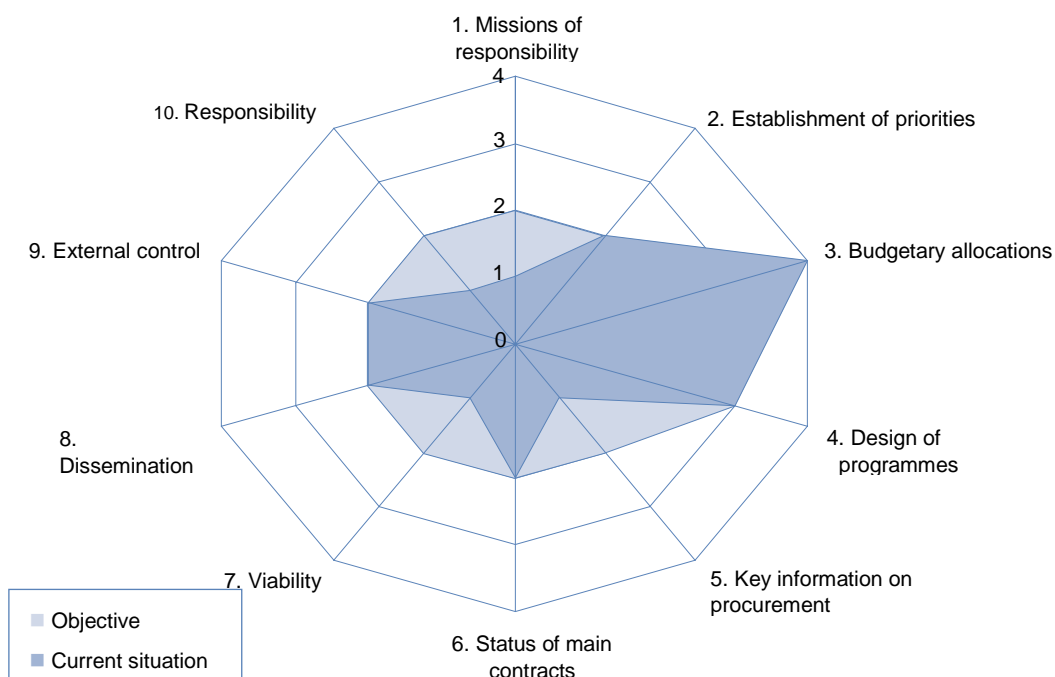 1. Missions of
responsibility
4
10. Responsibility
2. Establishment of priorities
3
2
9. External control
3. Budgetary allocations
1
0
8.
Dissemination
4. Design of
programmes
7. Viability
5. Key information on
procurement
Objective
6. Status of main
contracts
Current situation